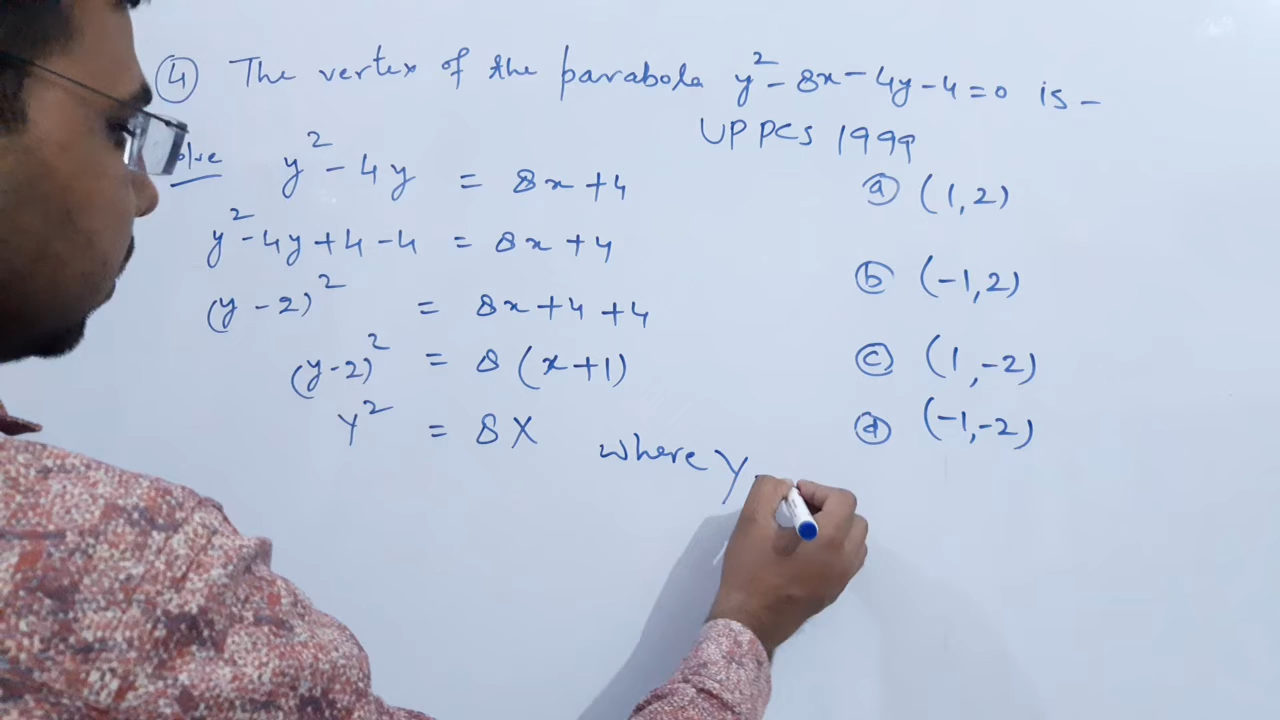 ④ The vertex of the parabola y² - 8x - 4y - 4 = 0 is -
UPPCS 1999
y² - 4y = 8x + 4
y² - 4y + 4 - 4 = 8x + 4
(y - 2)² = 8x + 4 + 4
(y - 2)² = 8 (x + 1)
Y² = 8X where Y
ⓐ (1, 2)
ⓑ (-1, 2)
ⓒ (1, -2)
ⓓ (-1, -2)